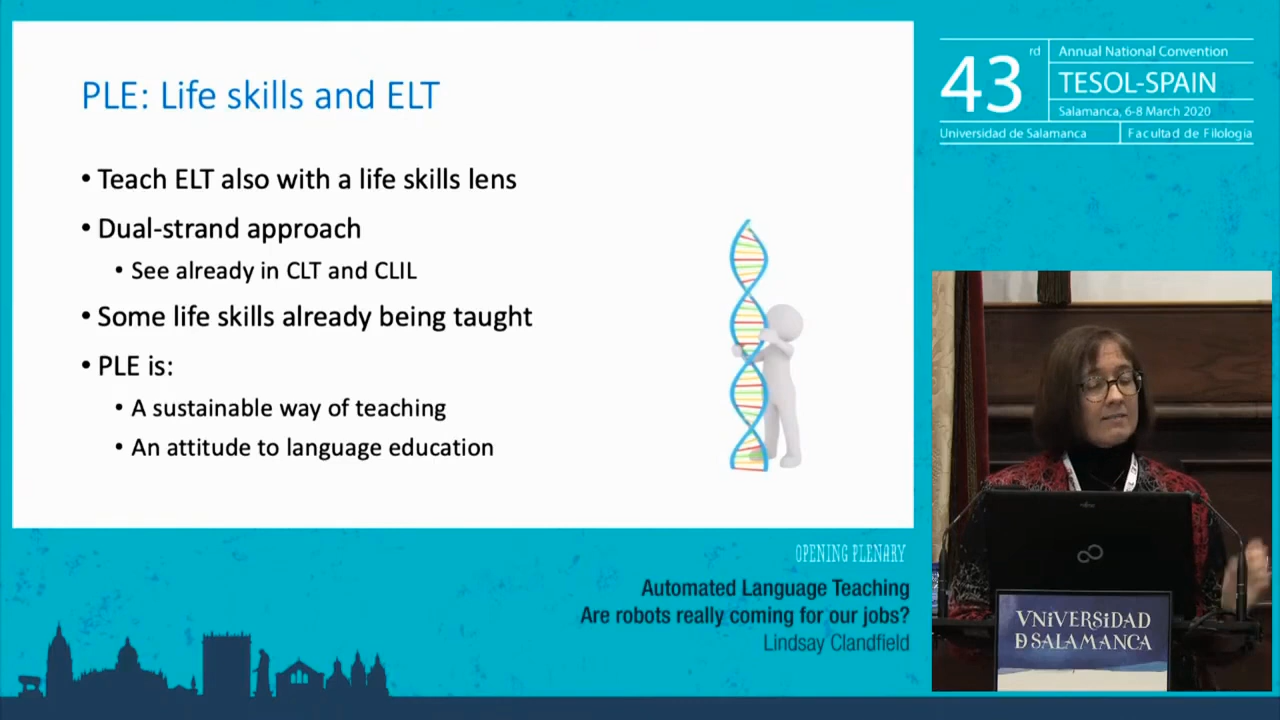 PLE: Life skills and ELT
• Teach ELT also with a life skills lens
• Dual-strand approach
• See already in CLT and CLIL
• Some life skills already being taught
• PLE is:
• A sustainable way of teaching
• An attitude to language education
43rd
Annual National Convention
TESOL-SPAIN
Salamanca, 6-8 March 2020
Universidad de Salamanca
Facultad de Filologia
OPENING PLENARY
Automated Language Teaching
Are robots really coming for our jobs?
Lindsay Clandfield
VNiVERSiDAD
D SALAMANCA